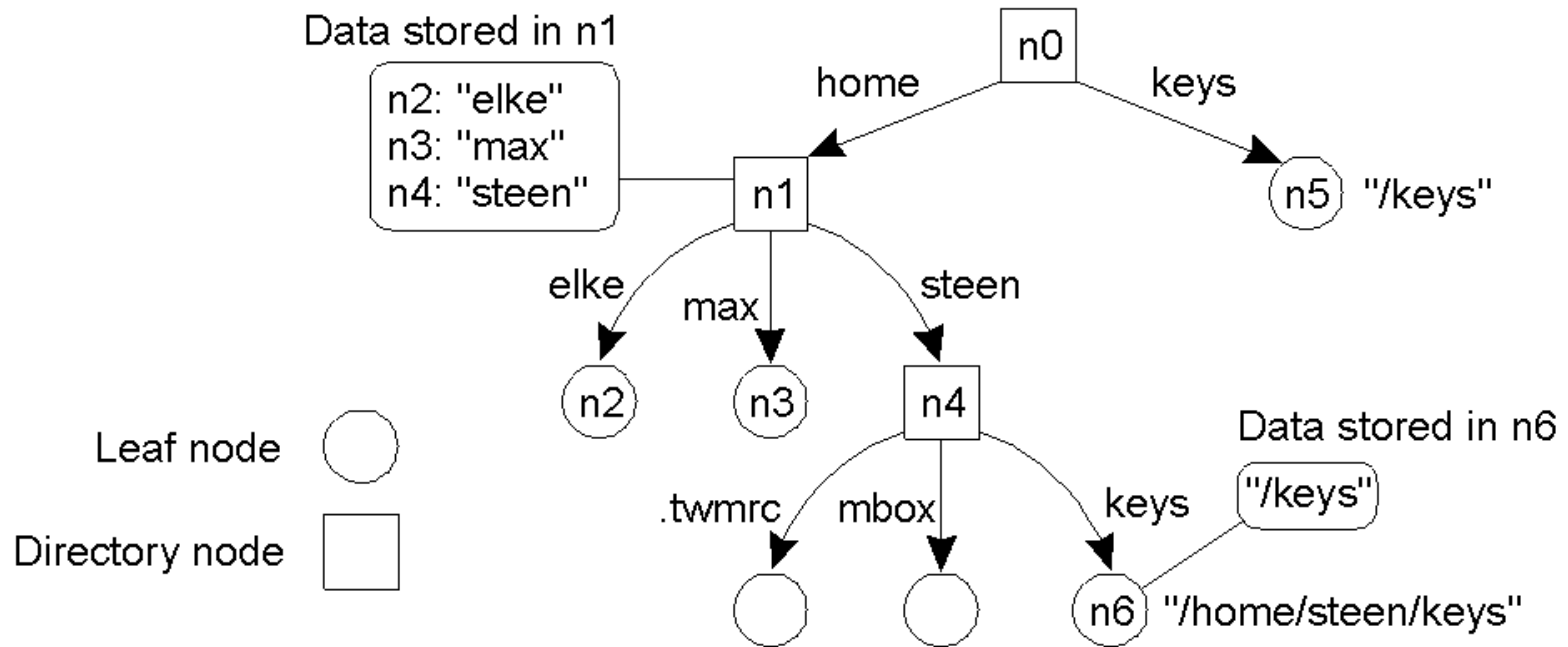 Data stored in n1
n0
n2: "elke"
n3: "max"
n4: "steen"
home
keys
n1
n5
"/keys"
elke
max
steen
n2
n3
n4
Leaf node
Data stored in n6
"/keys"
.twmrc
mbox
keys
Directory node
n6
"/home/steen/keys"